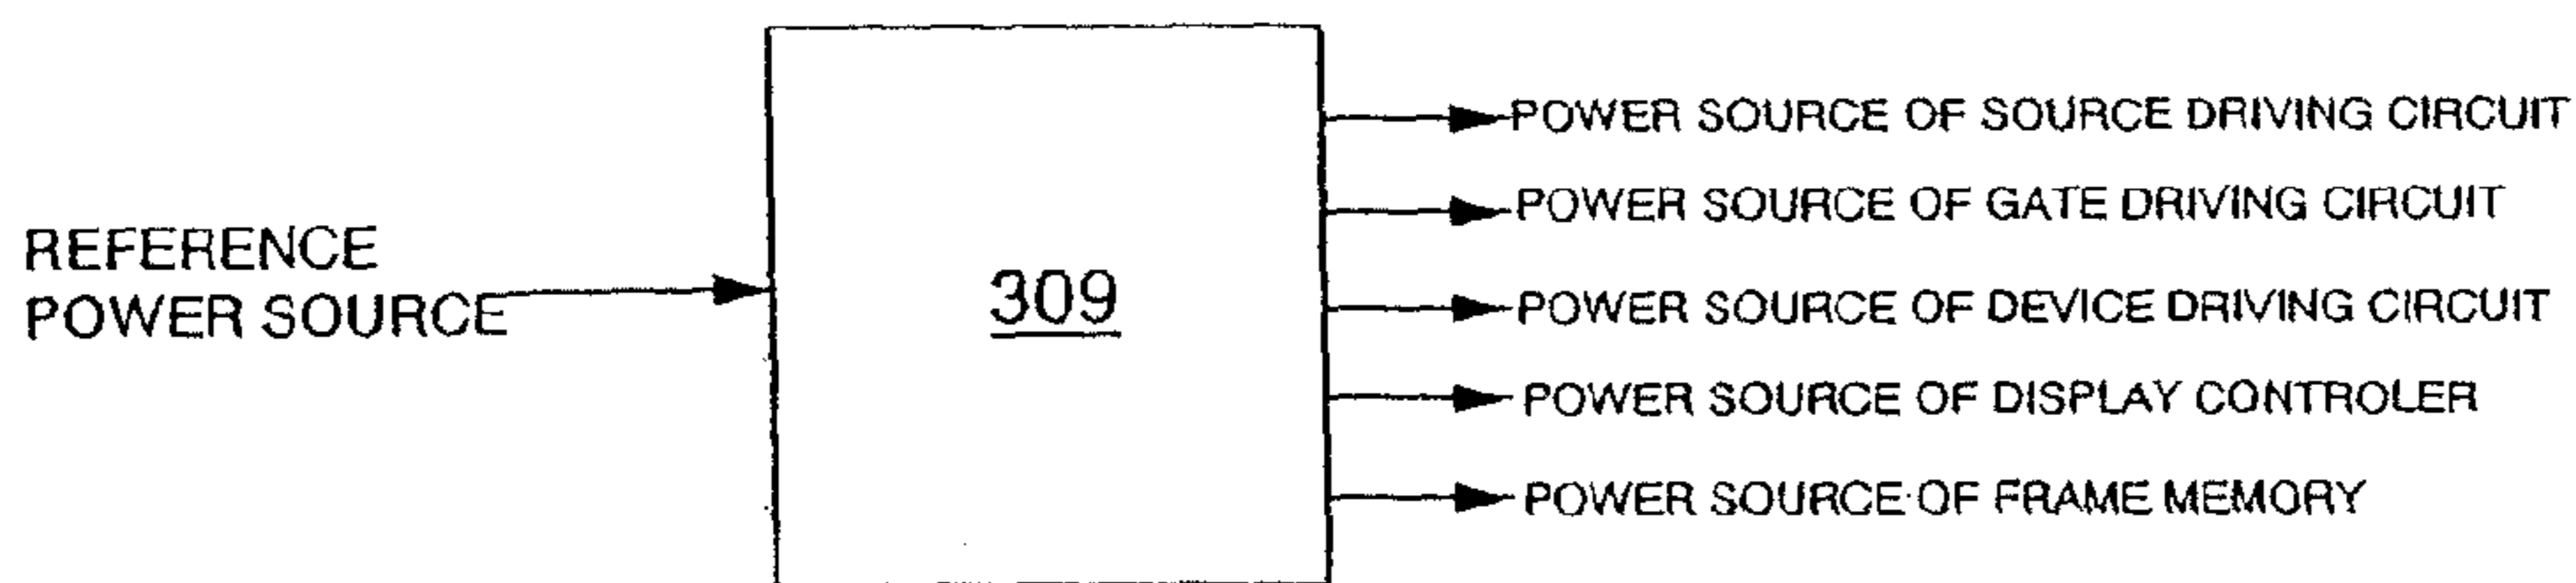 REFERENCE
POWER SOURCE
309
POWER SOURCE OF SOURCE DRIVING CIRCUIT
POWER SOURCE OF GATE DRIVING CIRCUIT
POWER SOURCE OF DEVICE DRIVING CIRCUIT
POWER SOURCE OF DISPLAY CONTROLER
POWER SOURCE OF FRAME MEMORY